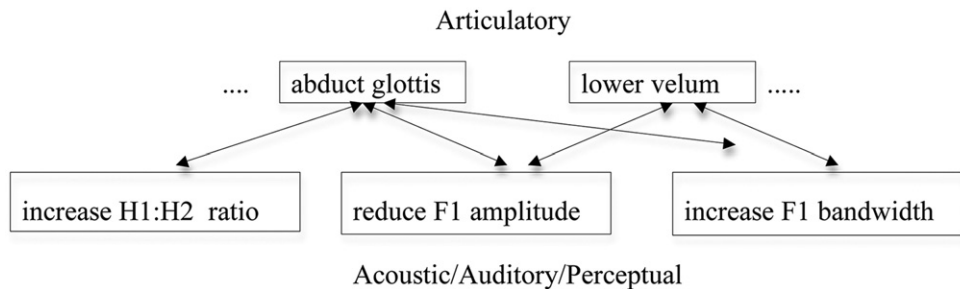 Articulatory
.... abduct glottis lower velum .....
increase H1:H2 ratio reduce F1 amplitude increase F1 bandwidth
Acoustic/Auditory/Perceptual